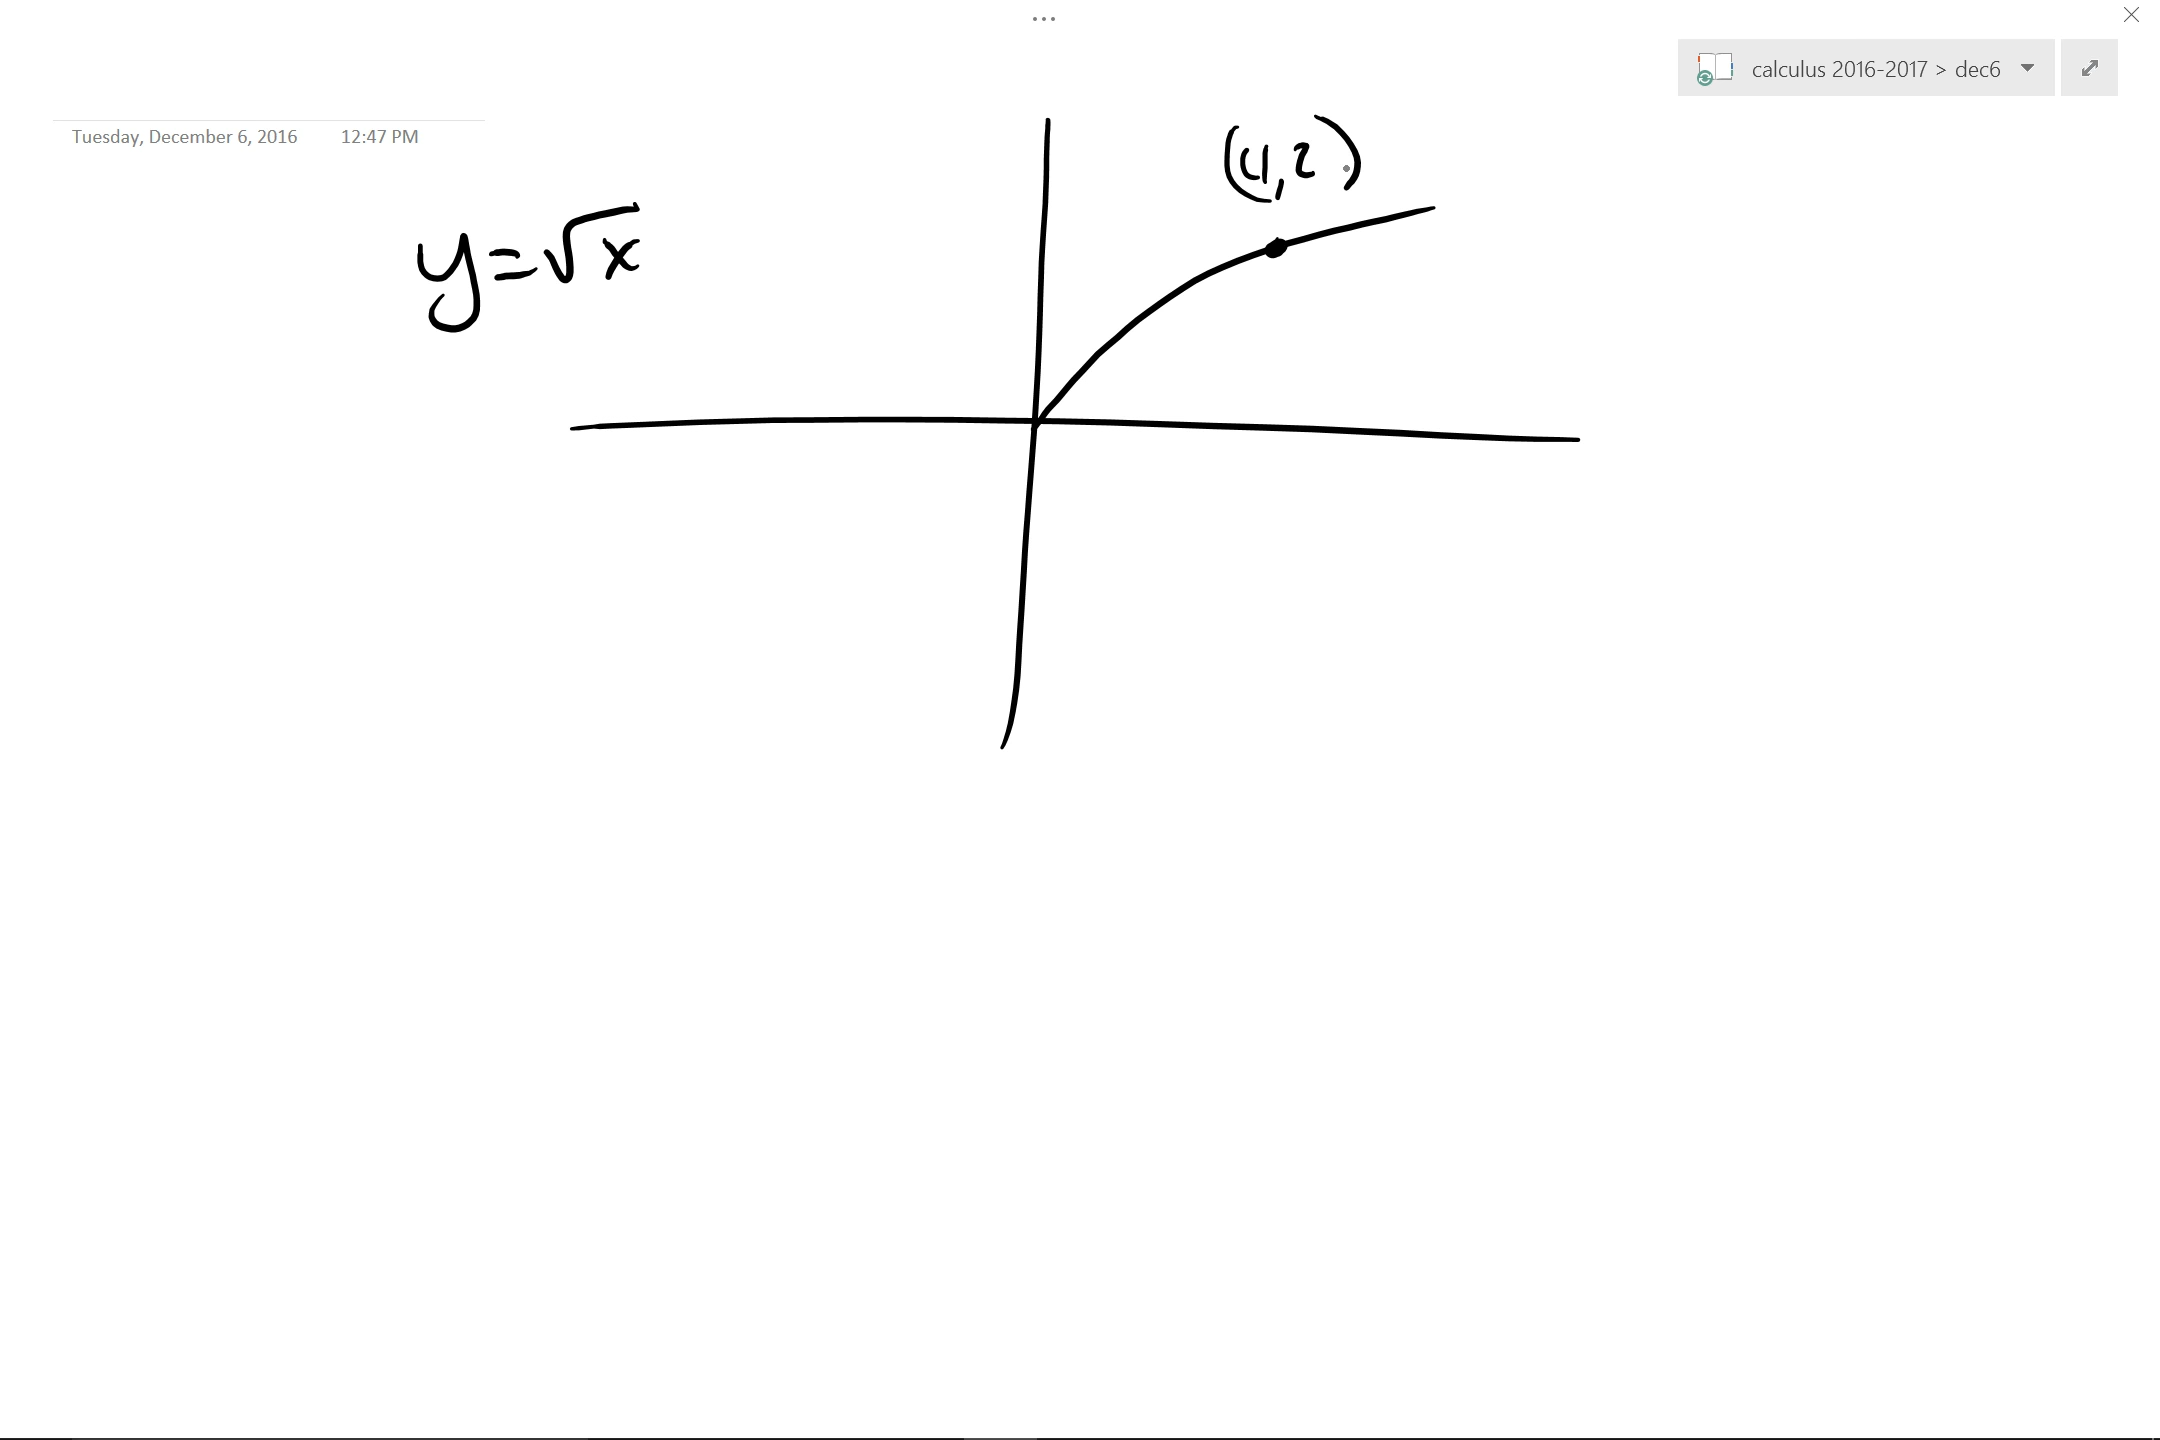 calculus 2016-2017 > dec6
Tuesday, December 6, 2016 12:47 PM
(4,2)
y=√x